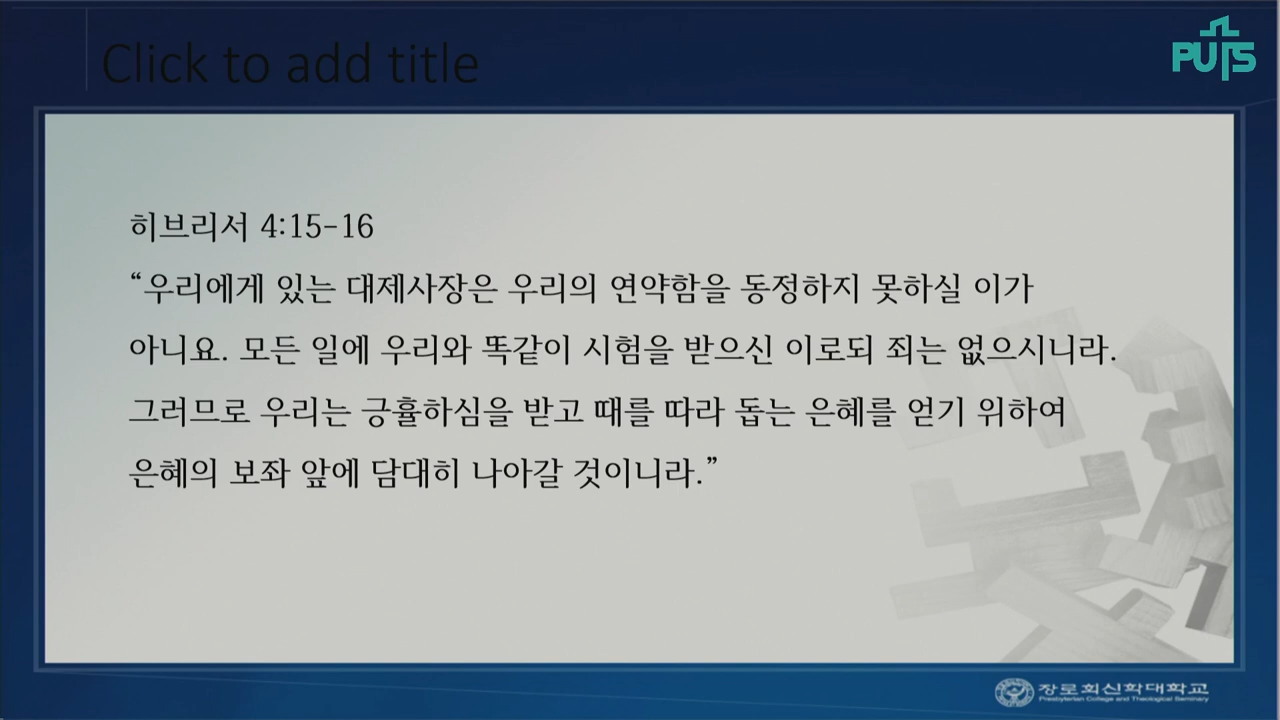 Click to add title
PUTS
히브리서 4:15-16
“우리에게 있는 대제사장은 우리의 연약함을 동정하지 못하실 이가
아니요. 모든 일에 우리와 똑같이 시험을 받으신 이로되 죄는 없으시니라.
그러므로 우리는 긍휼하심을 받고 때를 따라 돕는 은혜를 얻기 위하여
은혜의 보좌 앞에 담대히 나아갈 것이니라.”
장로회신학대학교
Presbyterian College and Theological Seminary